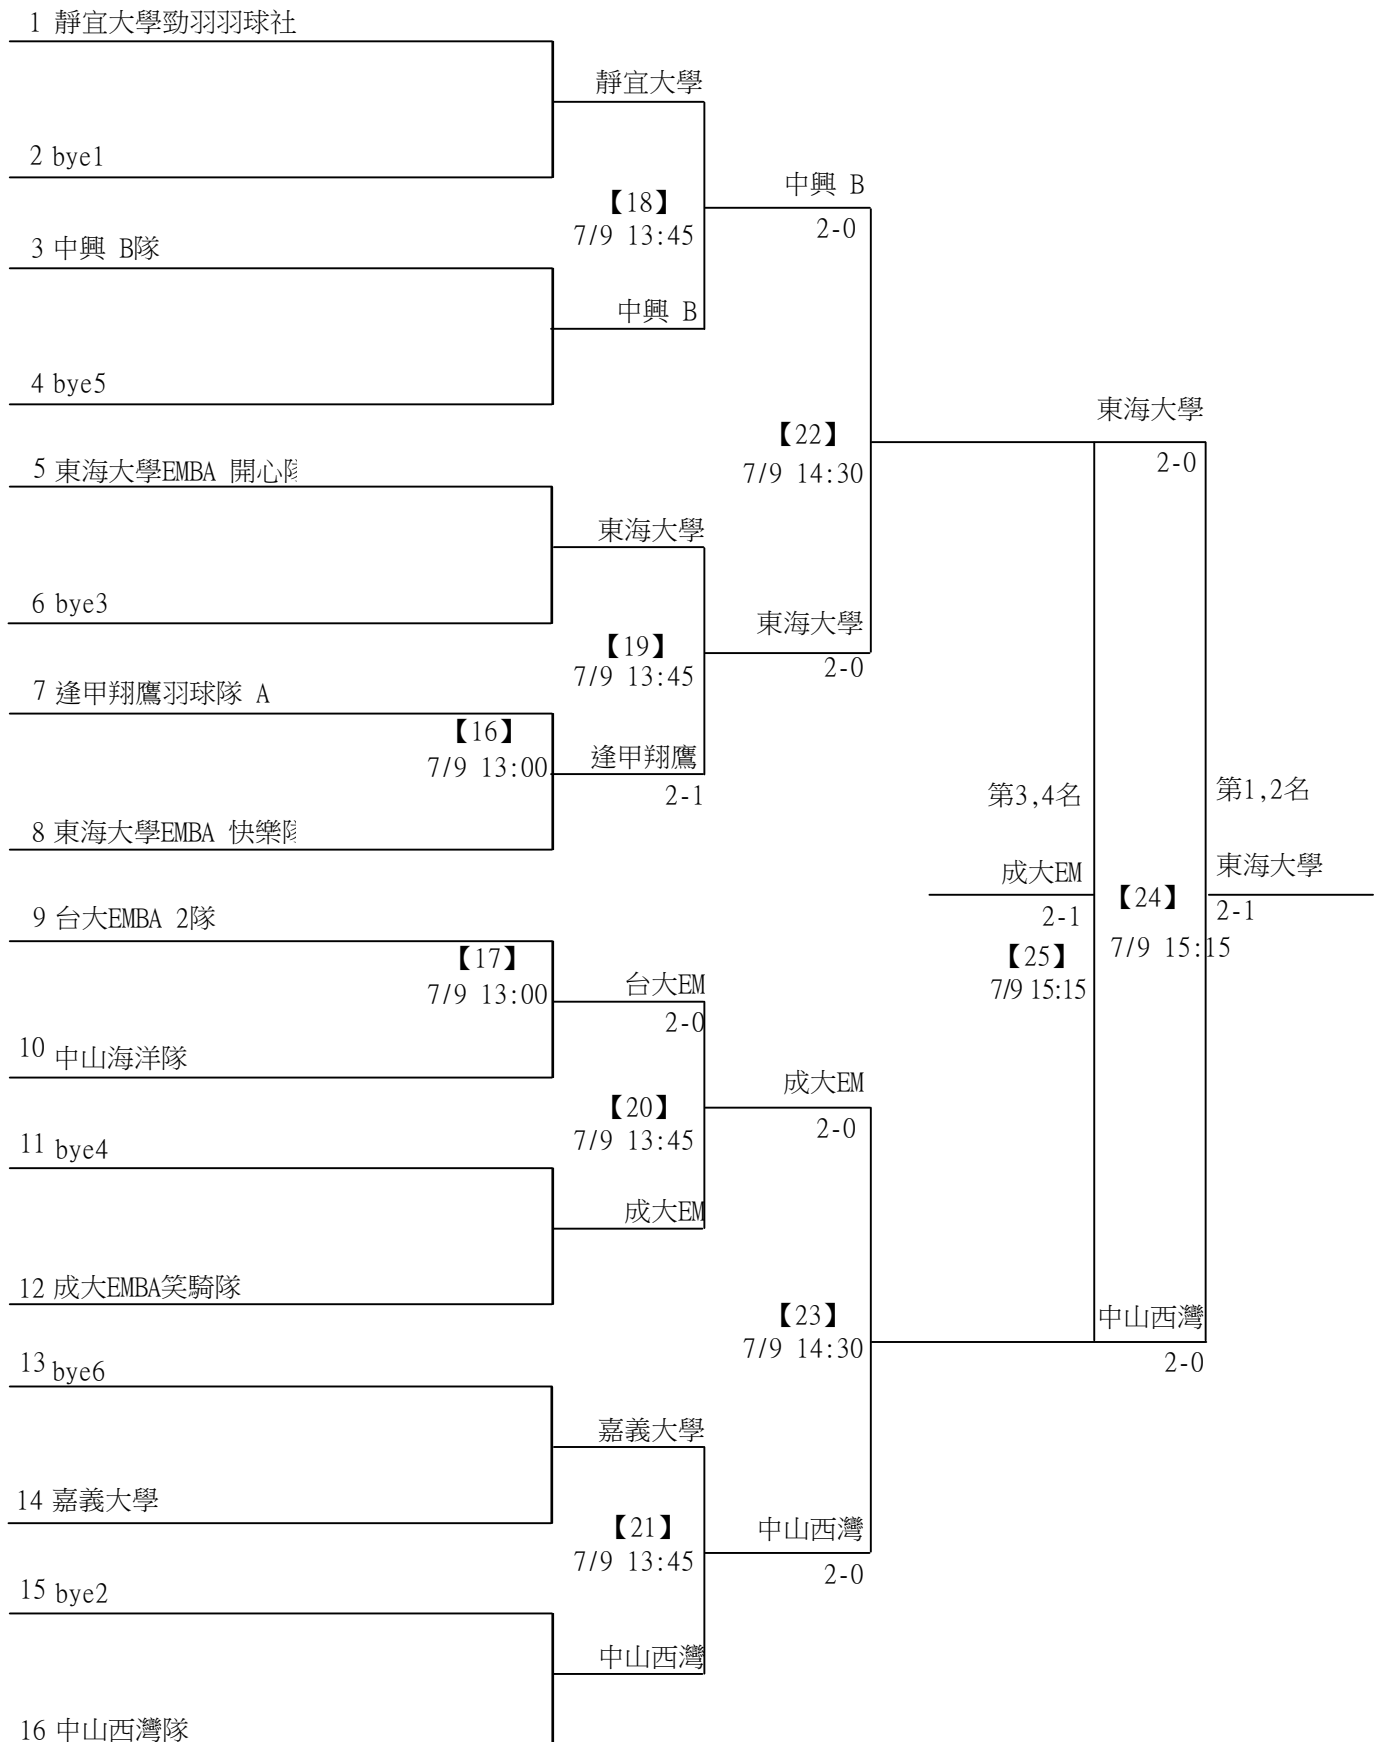 1 靜宜大學勁羽羽球社
靜宜大學
2 bye1
中興 B
【18】
2-0
7/9 13:45
3 中興 B隊
中興 B
4 bye5
東海大學
【22】
2-0
5 東海大學EMBA 開心
7/9 14:30
東海大學
6 bye3
東海大學
【19】
2-0
7/9 13:45
7 逢甲翔鷹羽球隊 A
【16】
逢甲翔鷹
7/9 13:00
2-1
第3,4名
第1,2名
8 東海大學EMBA 快樂
成大EM
東海大學
【24】
2-1
2-1
9 台大EMBA 2隊
【17】
【25】
7/9 15:15
7/9 13:00
台大EM
7/9 15:15
2-0
10 中山海洋隊
成大EM
【20】
2-0
7/9 13:45
11 bye4
成大EM
12 成大EMBA笑騎隊
【23】
中山西灣
7/9 14:30
2-0
13 bye6
嘉義大學
14 嘉義大學
【21】
中山西灣
7/9 13:45
2-0
15 bye2
中山西灣
16 中山西灣隊